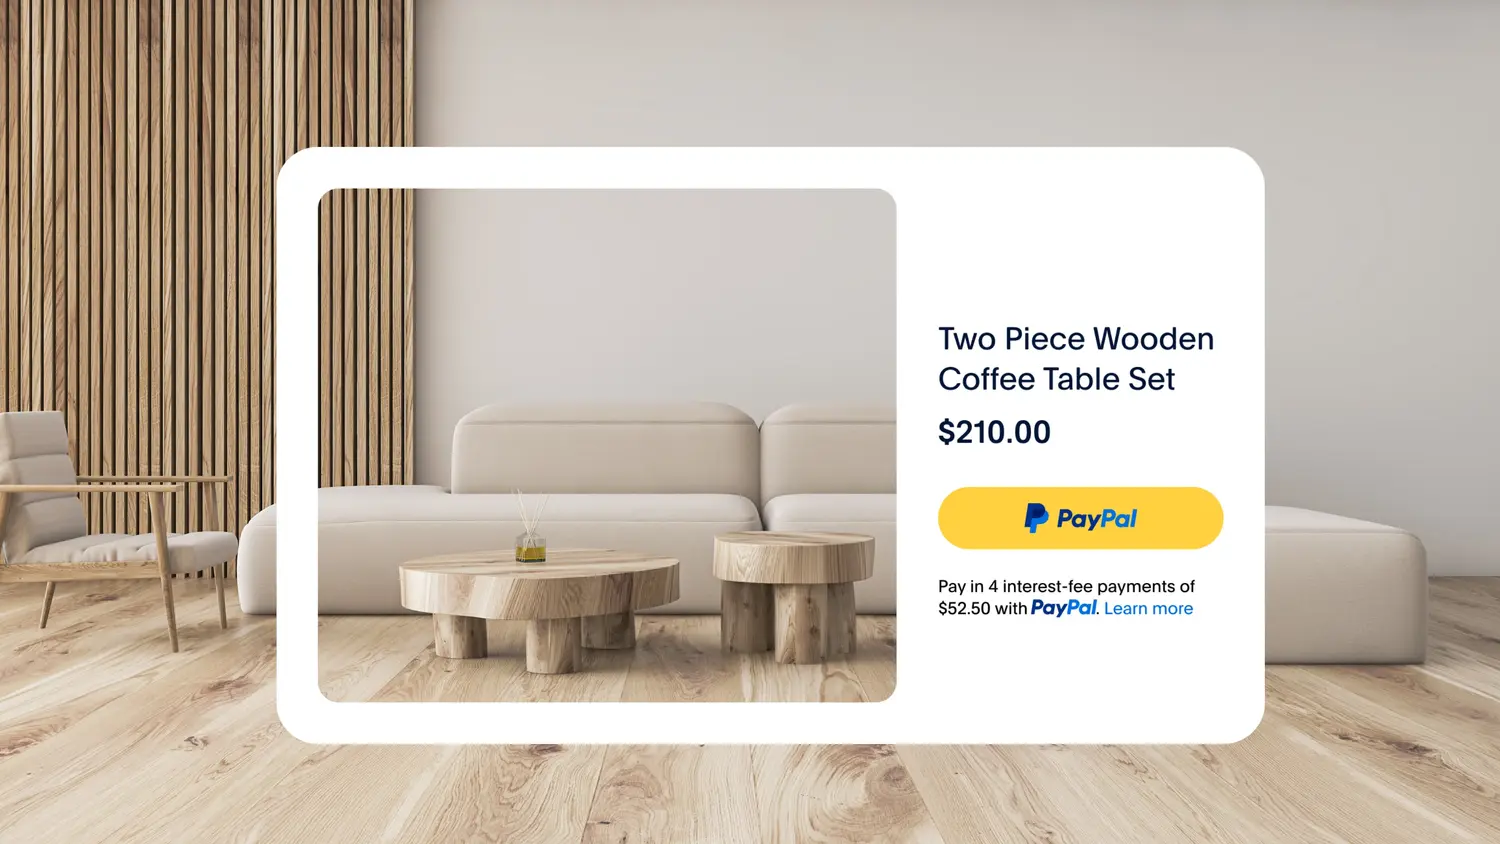 Two Piece Wooden
Coffee Table Set
$210.00
PayPal
Pay in 4 interest-fee payments of
$52.50 with PayPal. Learn more